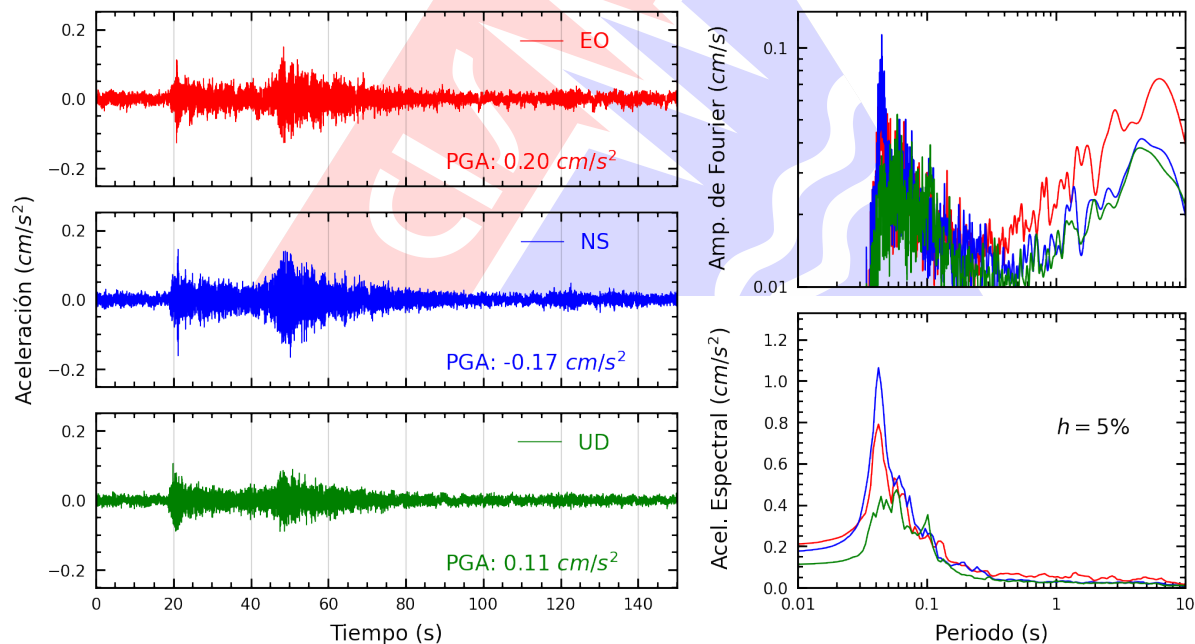 Aceleración (cm/s²)
0.2
0.0
−0.2
EO
PGA: 0.20 cm/s²
0.2
0.0
−0.2
NS
PGA: -0.17 cm/s²
0.2
0.0
−0.2
UD
PGA: 0.11 cm/s²
0 20 40 60 80 100 120 140
Tiempo (s)
Amp. de Fourier (cm/s)
0.1
0.01
Acel. Espectral (cm/s²)
1.2
1.0
0.8
0.6
0.4
0.2
0.0
h = 5%
0.01 0.1 1 10
Periodo (s)